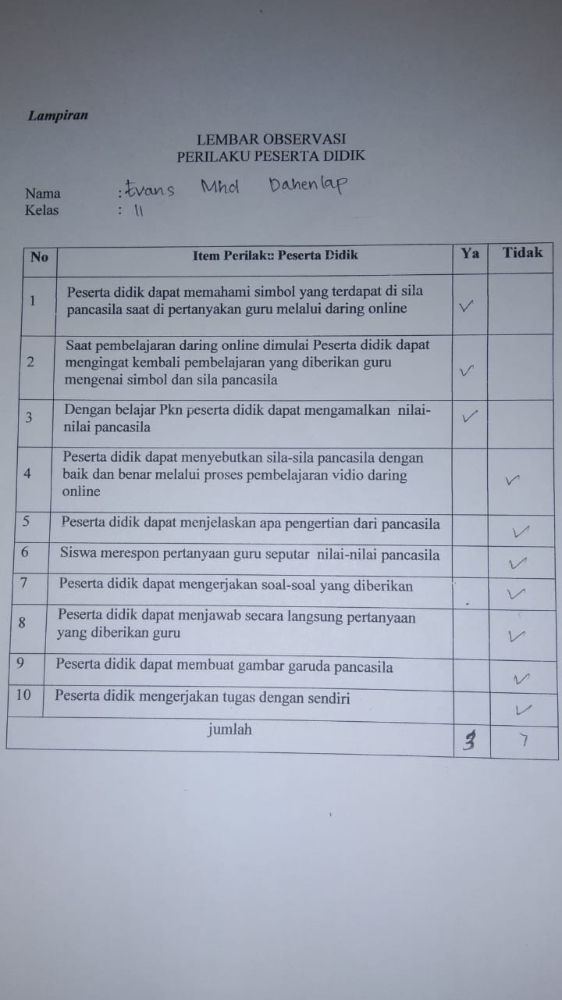 Lampiran
LEMBAR OBSERVASI
PERILAKU PESERTA DIDIK
Nama : Evans Mhd Dahenlap
Kelas : II
No Item Perilaku Peserta Didik Ya Tidak
1 Peserta didik dapat memahami simbol yang terdapat di sila
pancasila saat di pertanyakan guru melalui daring online ✓
2 Saat pembelajaran daring online dimulai Peserta didik dapat
mengingat kembali pembelajaran yang diberikan guru
mengenai simbol dan sila pancasila ✓
3 Dengan belajar Pkn peserta didik dapat mengamalkan nilai-
nilai pancasila ✓
4 Peserta didik dapat menyebutkan sila-sila pancasila dengan
baik dan benar melalui proses pembelajaran vidio daring
online ✓
5 Peserta didik dapat menjelaskan apa pengertian dari pancasila ✓
6 Siswa merespon pertanyaan guru seputar nilai-nilai pancasila ✓
7 Peserta didik dapat mengerjakan soal-soal yang diberikan ✓
8 Peserta didik dapat menjawab secara langsung pertanyaan
yang diberikan guru ✓
9 Peserta didik dapat membuat gambar garuda pancasila ✓
10 Peserta didik mengerjakan tugas dengan sendiri ✓
jumlah 3 7